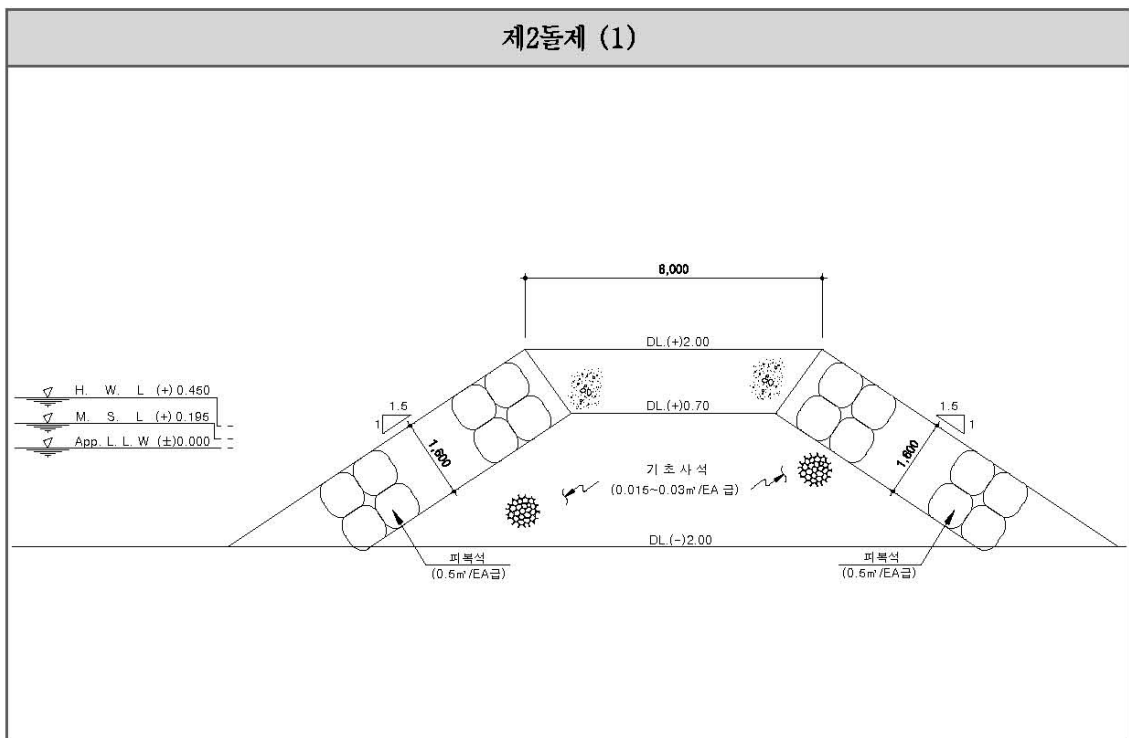 제2돌제 (1)
6,000
DL.(+)2.00
H. W. L (+)0.450
M. S. L (+)0.195
App. L. L. W (±)0.000
1.5
1
1,600
DL.(+)0.70
1.5
1
1,600
기초사석
(0.015~0.03㎥/EA 급)
DL.(-)2.00
피복석
(0.5㎥/EA급)
피복석
(0.5㎥/EA급)